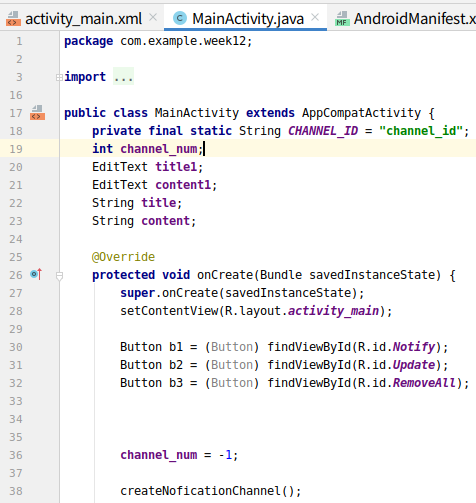 activity_main.xml × MainActivity.java × AndroidManifest.x
1 package com.example.week12;
2
3 import ...
16
17 public class MainActivity extends AppCompatActivity {
18 private final static String CHANNEL_ID = "channel_id";
19 int channel_num;
20 EditText title1;
21 EditText content1;
22 String title;
23 String content;
24
25 @Override
26 protected void onCreate(Bundle savedInstanceState) {
27 super.onCreate(savedInstanceState);
28 setContentView(R.layout.activity_main);
29
30 Button b1 = (Button) findViewById(R.id.Notify);
31 Button b2 = (Button) findViewById(R.id.Update);
32 Button b3 = (Button) findViewById(R.id.RemoveAll);
33
34
35
36 channel_num = -1;
37
38 createNoficationChannel();